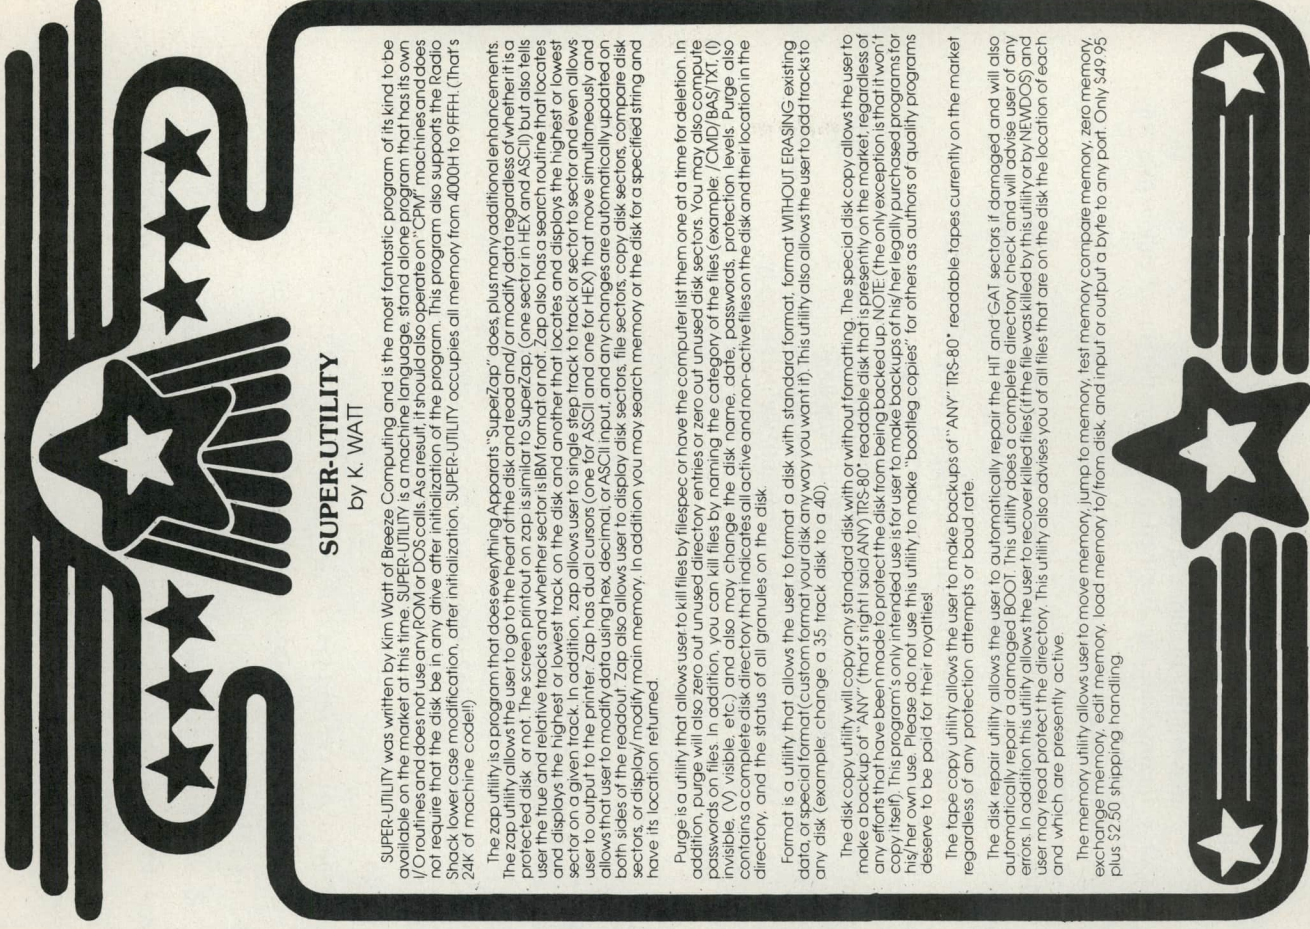 SUPER-UTILITY
by K. WATT
SUPER-UTILITY was written by Kim Watt of Breeze Computing and is the most fantastic program of its kind to be
available on the market at this time. SUPER-UTILITY is a machine language, stand alone program that has its own
I/O routines and does not use any ROM or DOS calls. As a result, it should also operate on "CPM" machines and does
not require that the disk be in any drive after initialization of the program. This program also supports the Radio
Shack lower case modification, after initialization, SUPER-UTILITY occupies all memory from 4000H to 9FFFH. (That's
24K of machine code!!)
The zap utility is a program that does everything Apparats "SuperZap" does, plus many additional enhancements.
The zap utility allows the user to go to the heart of the disk and read and/or modify data regardless of whether it is a
protected disk or not. The screen printout on zap is similar to SuperZap, (one sector in HEX and ASCII) but also tells
user the true and relative tracks and whether sector is IBM format or not. Zap also has a search routine that locates
and displays the highest or lowest track on the disk and another that locates and displays the highest or lowest
sector on a given track. In addition, zap allows user to single step track to track or sector to sector and even allows
user to output to the printer. Zap has dual cursors (one for ASCII and one for HEX) that move simultaneously and
allows that user to modify data using hex, decimal, or ASCII input, and any changes are automatically updated on
both sides of the readout. Zap also allows user to display disk sectors, file sectors, copy disk sectors, compare disk
sectors, or display/modify main memory. In addition you may search memory or the disk for a specified string and
have its location returned.
Purge is a utility that allows user to kill files by filespec or have the computer list them one at a time for deletion. In
addition, purge will also zero out unused directory entries or zero out unused disk sectors. You may also compute
passwords on files. In addition, you can kill files by naming the category of the files (example: /CMD/BAS/TXT, (I)
invisible, (V) visible, etc.) and also may change the disk name, date, passwords, protection levels. Purge also
contains a complete disk directory that indicates all active and non-active files on the disk and their location in the
directory, and the status of all granules on the disk.
Format is a utility that allows the user to format a disk with standard format, format WITHOUT ERASING existing
data, or special format (custom format your disk any way you want it). This utility also allows the user to add tracks to
any disk (example: change a 35 track disk to a 40).
The disk copy utility will copy any standard disk with or without formatting. The special disk copy allows the user to
make a backup of "ANY" (that's right I said ANY) TRS-80* readable disk that is presently on the market, regardless of
any efforts that have been made to protect the disk from being backed up. NOTE: (the only exception is that it won't
copy itself). This program's only intended use is for user to make backups of his/her legally purchased programs for
his/her own use. Please do not use this utility to make "bootleg copies" for others as authors of quality programs
deserve to be paid for their royalties!
The tape copy utility allows the user to make backups of "ANY" TRS-80* readable tapes currently on the market
regardless of any protection attempts or baud rate.
The disk repair utility allows the user to automatically repair the HIT and GAT sectors if damaged and will also
automatically repair a damaged BOOT. This utility does a complete directory check and will advise user of any
errors. In addition this utility allows the user to recover killed files (if the file was killed by this utility or by NEWDOS) and
user may read protect the directory. This utility also advises you of all files that are on the disk the location of each
and which are presently active.
The memory utility allows user to move memory, jump to memory, test memory compare memory, zero memory,
exchange memory, edit memory, load memory to/from disk, and input or output a byte to any port. Only $49.95
plus $2.50 shipping handling.